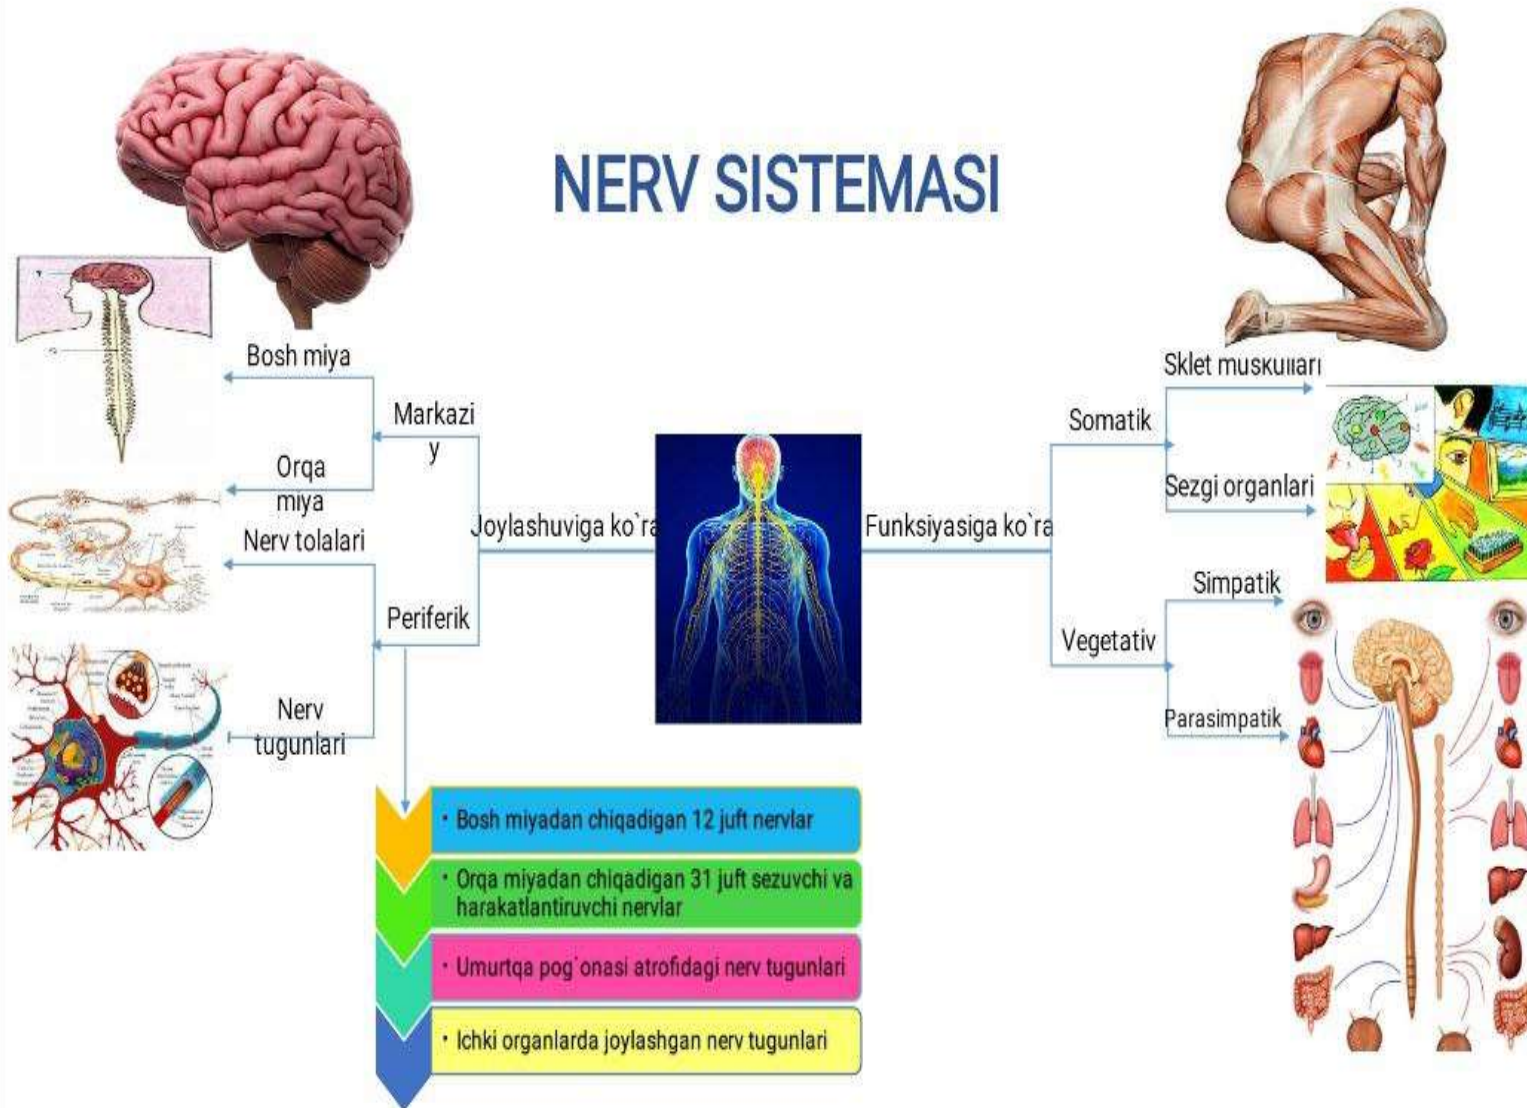 NERV SISTEMASI
Bosh miya
Markazi
y
Orqa
miya
Nerv tolalari
Joylashuviga ko`ra
Periferik
Nerv
tugunlari
Funksiyasiga ko`ra
Somatik
Sklet muskullari
Sezgi organlari
Vegetativ
Simpatik
Parasimpatik
• Bosh miyadan chiqadigan 12 juft nervlar
• Orqa miyadan chiqadigan 31 juft sezuvchi va
harakatlantiruvchi nervlar
• Umurtqa pog`onasi atrofidagi nerv tugunlari
• Ichki organlarda joylashgan nerv tugunlari